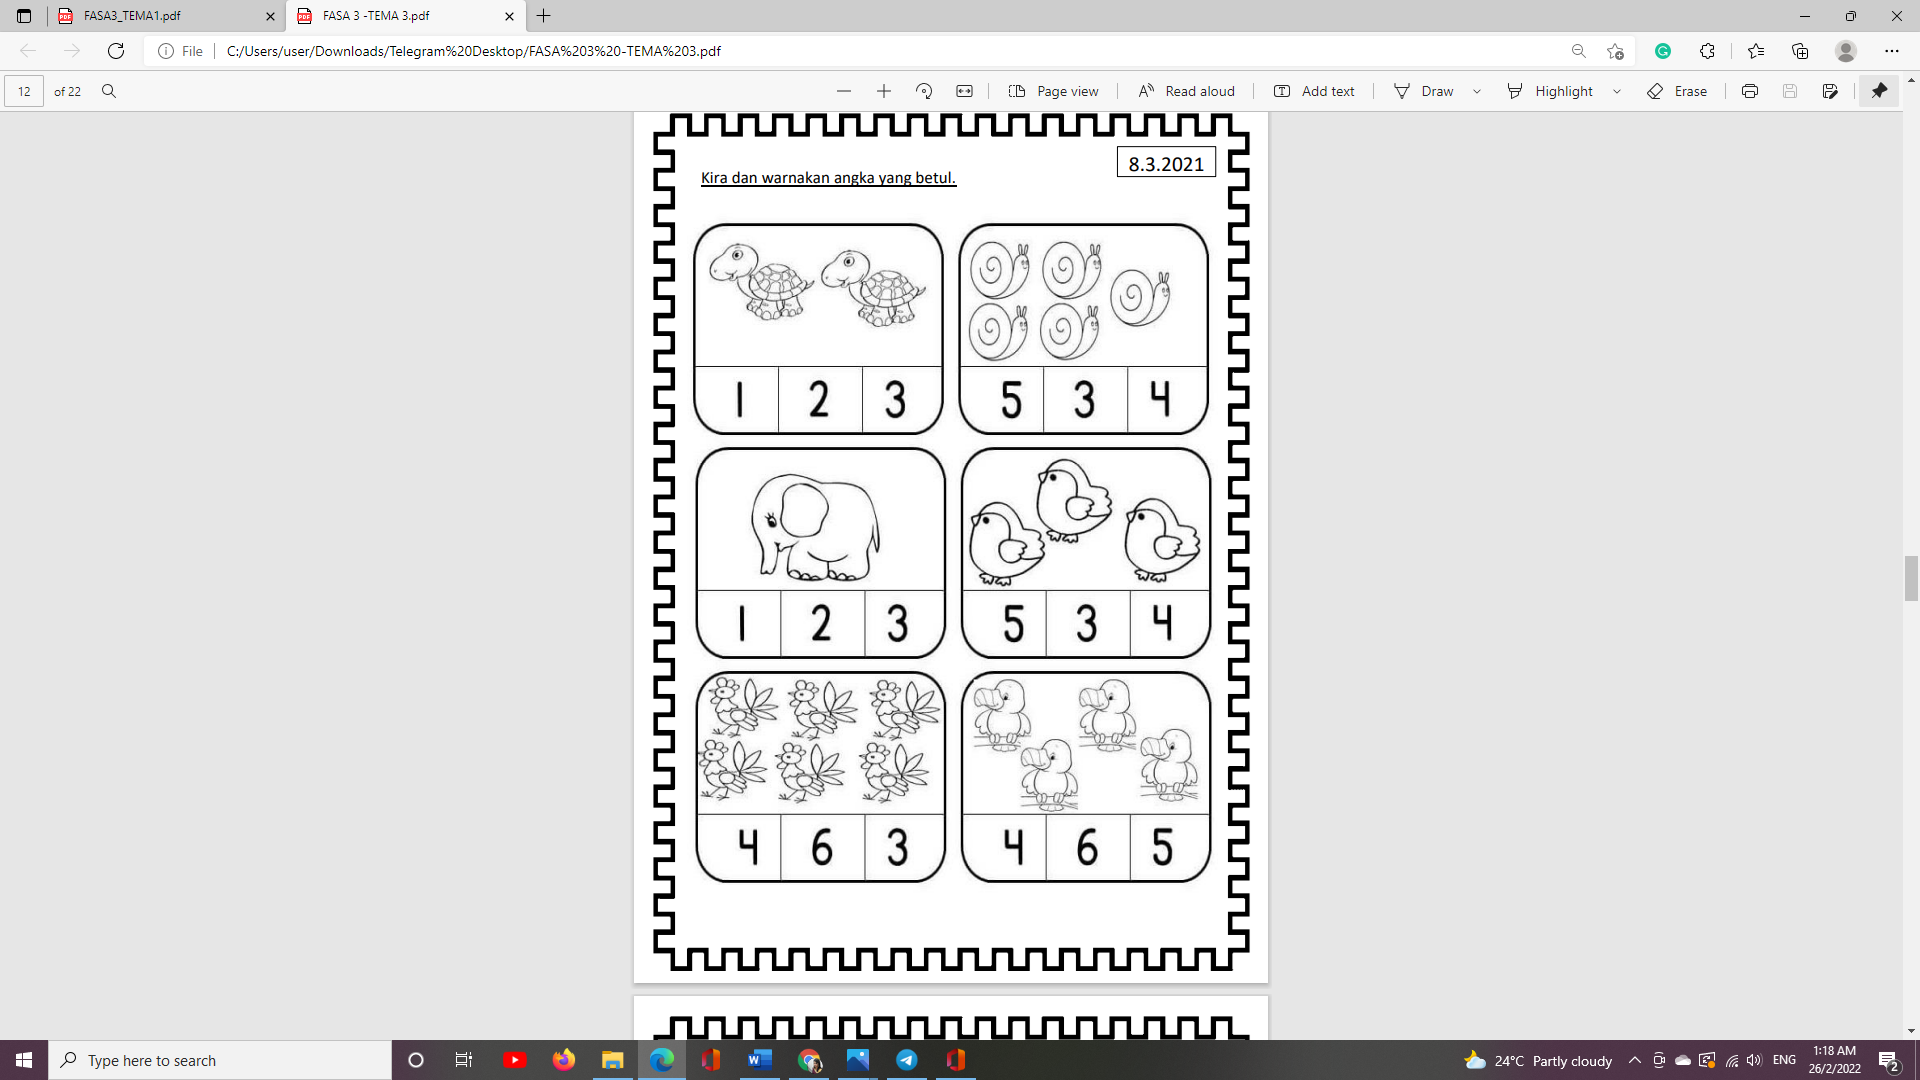 FASA3_TEMA1.pdf
FASA 3 -TEMA 3.pdf
File
C:/Users/user/Downloads/Telegram%20Desktop/FASA%203%20-TEMA%203.pdf
12 of 22
Page view
Read aloud
Add text
Draw
Highlight
Erase
8.3.2021
Kira dan warnakan angka yang betul.
1 2 3
5 3 4
1 2 3
5 3 4
4 6 3
4 6 5
Type here to search
24°C Partly cloudy
ENG
1:18 AM
26/2/2022
2